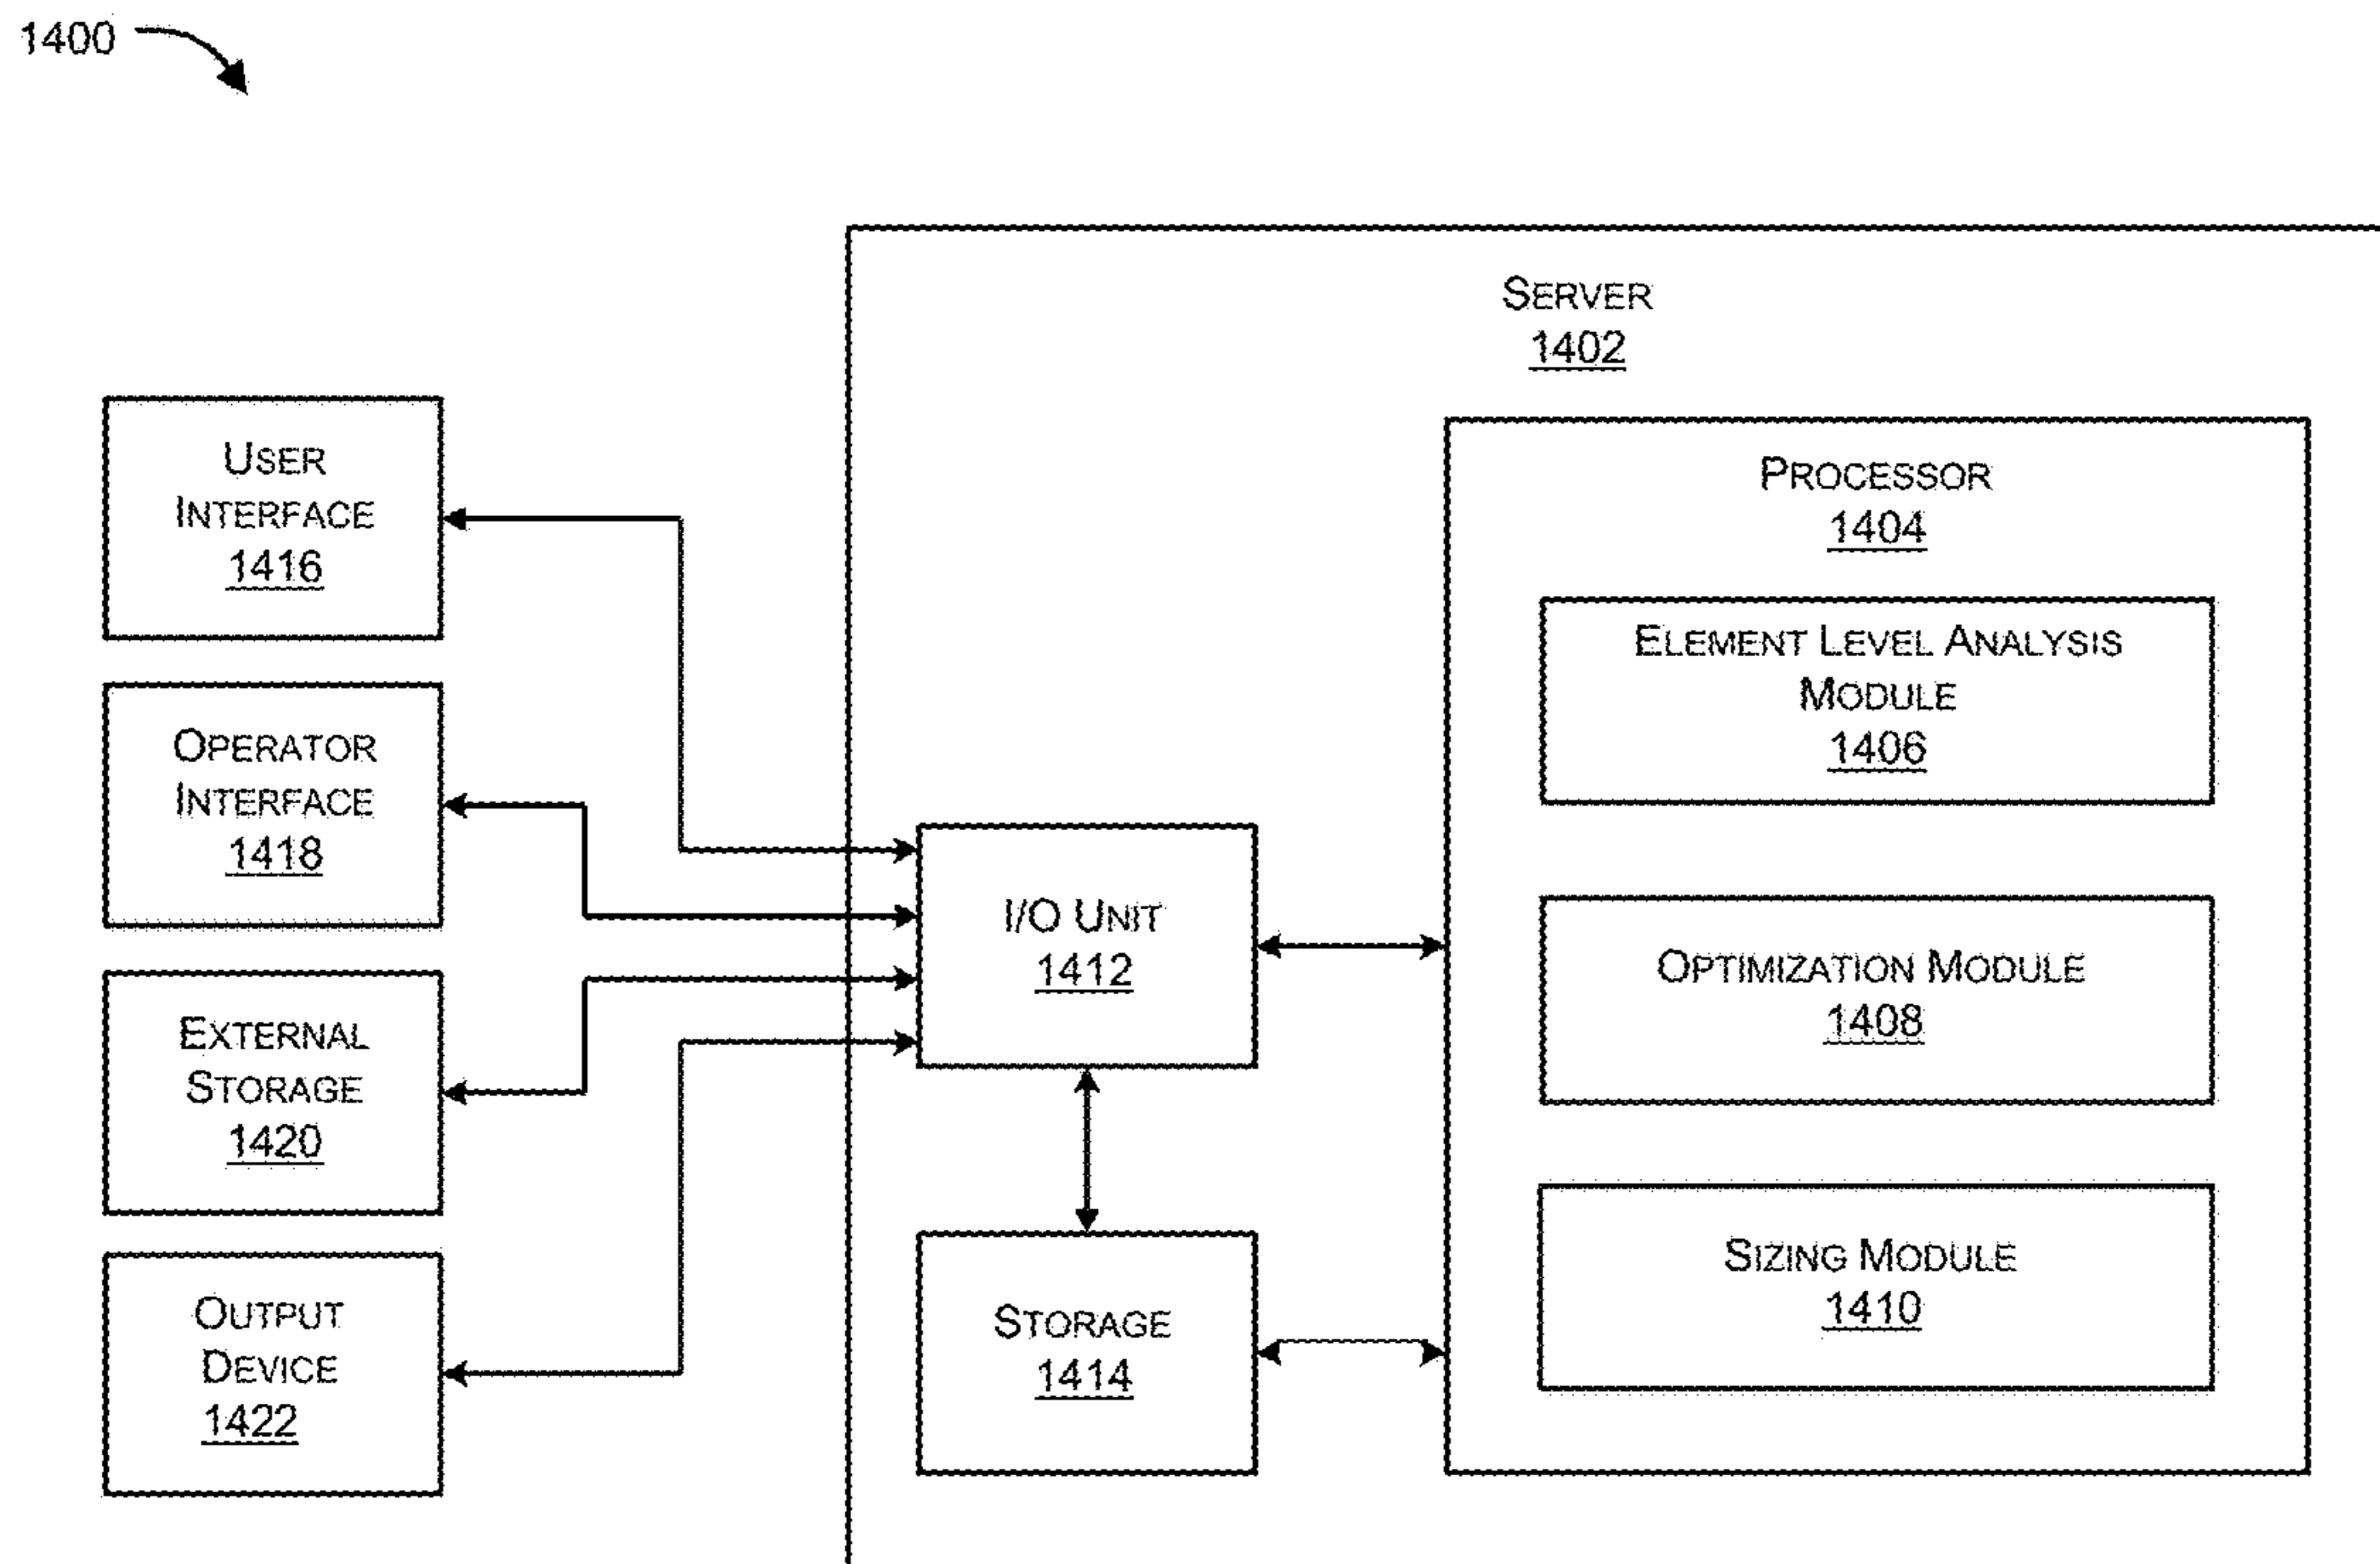 1400
SERVER
1402
USER
INTERFACE
1416
OPERATOR
INTERFACE
1418
EXTERNAL
STORAGE
1420
OUTPUT
DEVICE
1422
I/O UNIT
1412
STORAGE
1414
PROCESSOR
1404
ELEMENT LEVEL ANALYSIS
MODULE
1406
OPTIMIZATION MODULE
1408
SIZING MODULE
1410